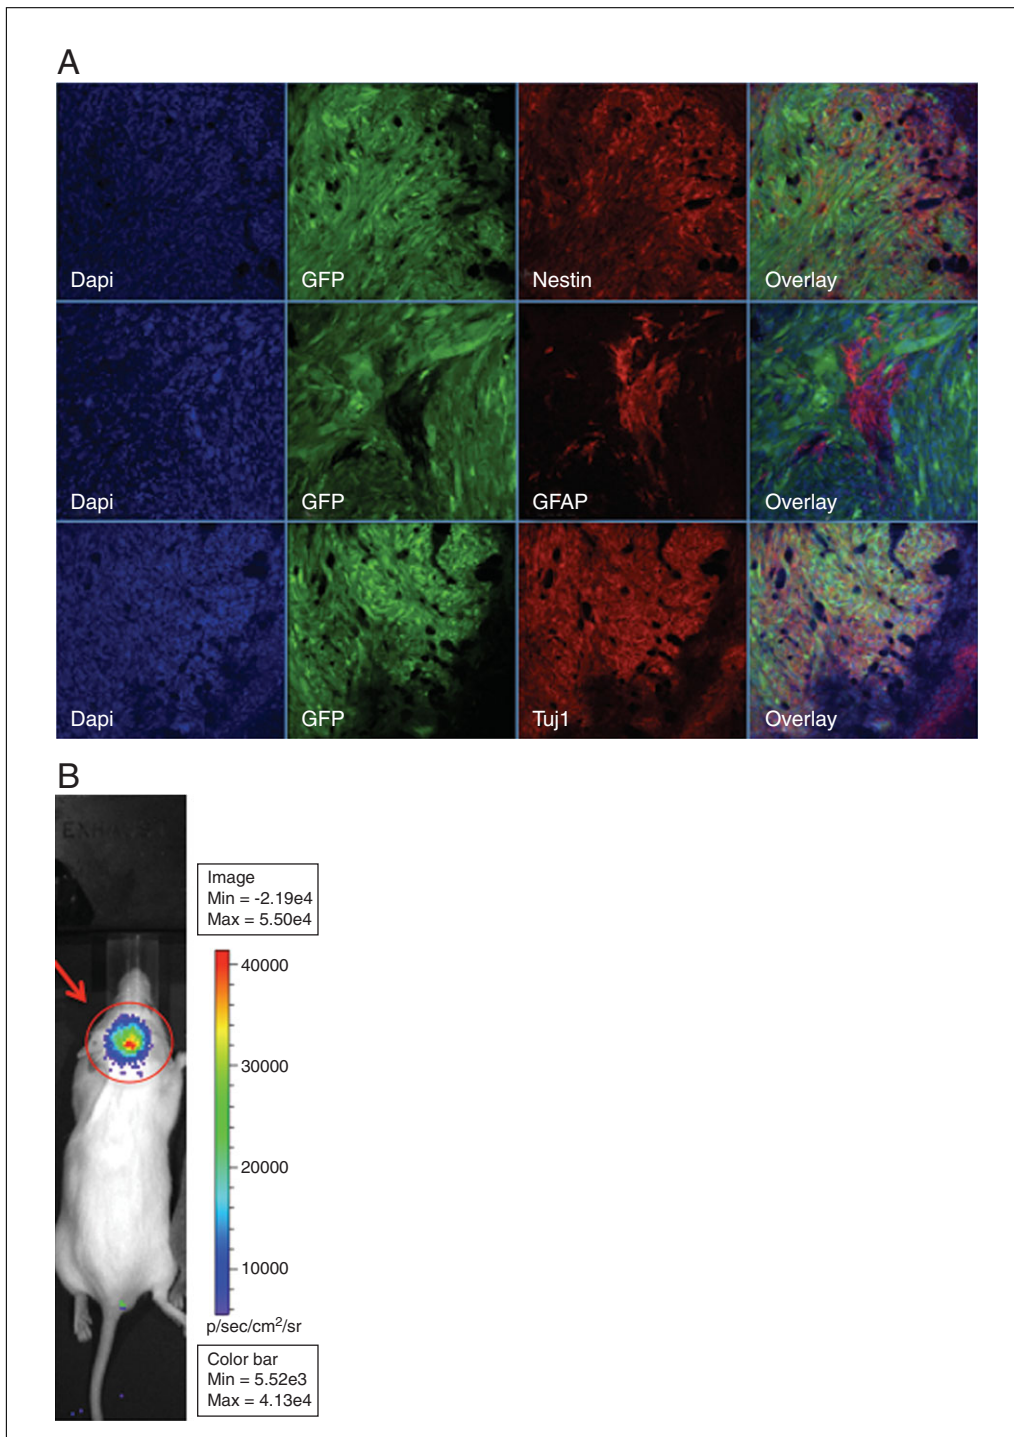 A
Dapi GFP Nestin Overlay
Dapi GFP GFAP Overlay
Dapi GFP Tuj1 Overlay
B
Image
Min = -2.19e4
Max = 5.50e4
40000
30000
20000
10000
p/sec/cm²/sr
Color bar
Min = 5.52e3
Max = 4.13e4